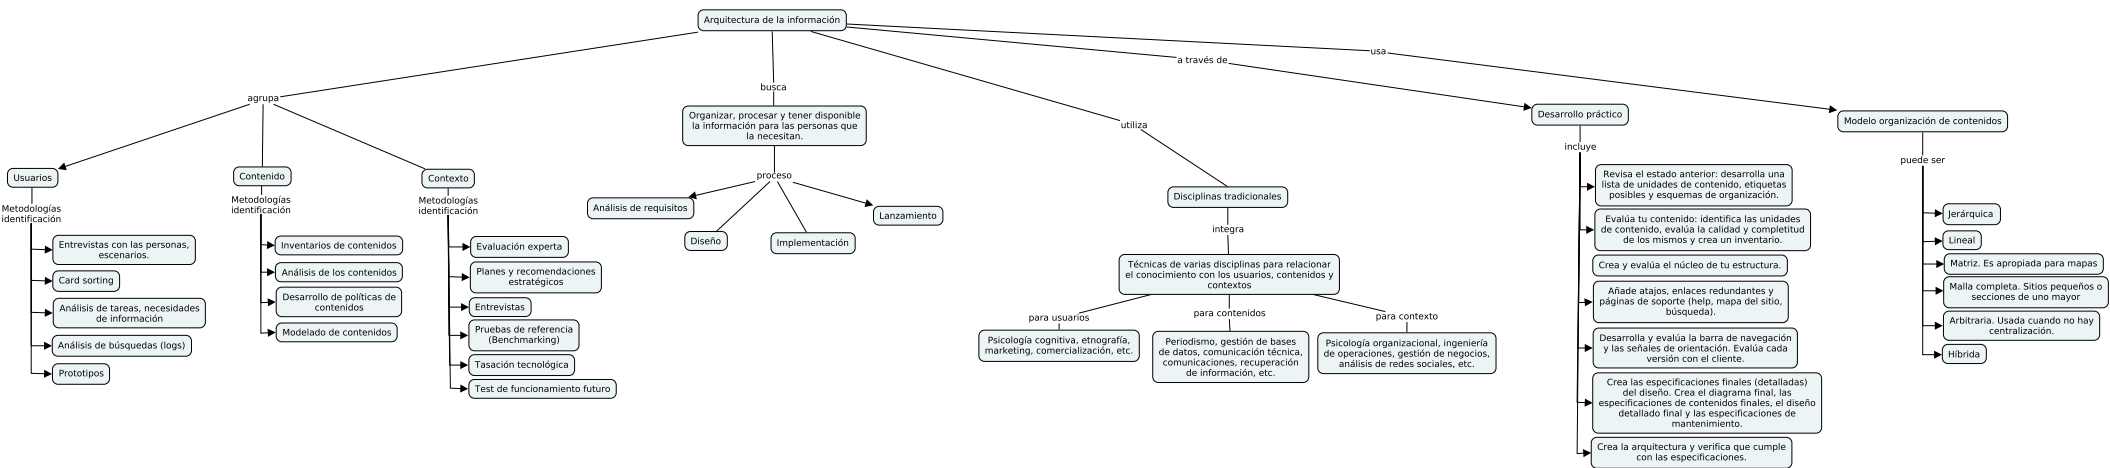 Arquitectura de la información
agrupa
Usuarios
Metodologías
identificación
Entrevistas con las personas,
escenarios.
Card sorting
Análisis de tareas, necesidades
de información
Análisis de búsquedas (logs)
Prototipos
Contenido
Metodologías
identificación
Inventarios de contenidos
Análisis de los contenidos
Desarrollo de políticas de
contenidos
Modelado de contenidos
Contexto
Metodologías
identificación
Evaluación experta
Planes y recomendaciones
estratégicos
Entrevistas
Pruebas de referencia
(Benchmarking)
Tasación tecnológica
Test de funcionamiento futuro
busca
Organizar, procesar y tener disponible
la información para las personas que
la necesitan.
proceso
Análisis de requisitos
Diseño
Implementación
Lanzamiento
utiliza
Disciplinas tradicionales
integra
Técnicas de varias disciplinas para relacionar
el conocimiento con los usuarios, contenidos y
contextos
para usuarios
Psicología cognitiva, etnografía,
marketing, comercialización, etc.
para contenidos
Periodismo, gestión de bases
de datos, comunicación técnica,
comunicaciones, recuperación
de información, etc.
para contexto
Psicología organizacional, ingeniería
de operaciones, gestión de negocios,
análisis de redes sociales, etc.
a través de
Desarrollo práctico
incluye
Revisa el estado anterior: desarrolla una
lista de unidades de contenido, etiquetas
posibles y esquemas de organización.
Evalúa tu contenido: identifica las unidades
de contenido, evalúa la calidad y completitud
de los mismos y crea un inventario.
Crea y evalúa el núcleo de tu estructura.
Añade atajos, enlaces redundantes y
páginas de soporte (help, mapa del sitio,
búsqueda).
Desarrolla y evalúa la barra de navegación
y las señales de orientación. Evalúa cada
versión con el cliente.
Crea las especificaciones finales (detalladas)
del diseño. Crea el diagrama final, las
especificaciones de contenidos finales, el diseño
detallado final y las especificaciones de
mantenimiento.
Crea la arquitectura y verifica que cumple
con las especificaciones.
usa
Modelo organización de contenidos
puede ser
Jerárquica
Lineal
Matriz. Es apropiada para mapas
Malla completa. Sitios pequeños o
secciones de uno mayor
Arbitraria. Usada cuando no hay
centralización.
Híbrida